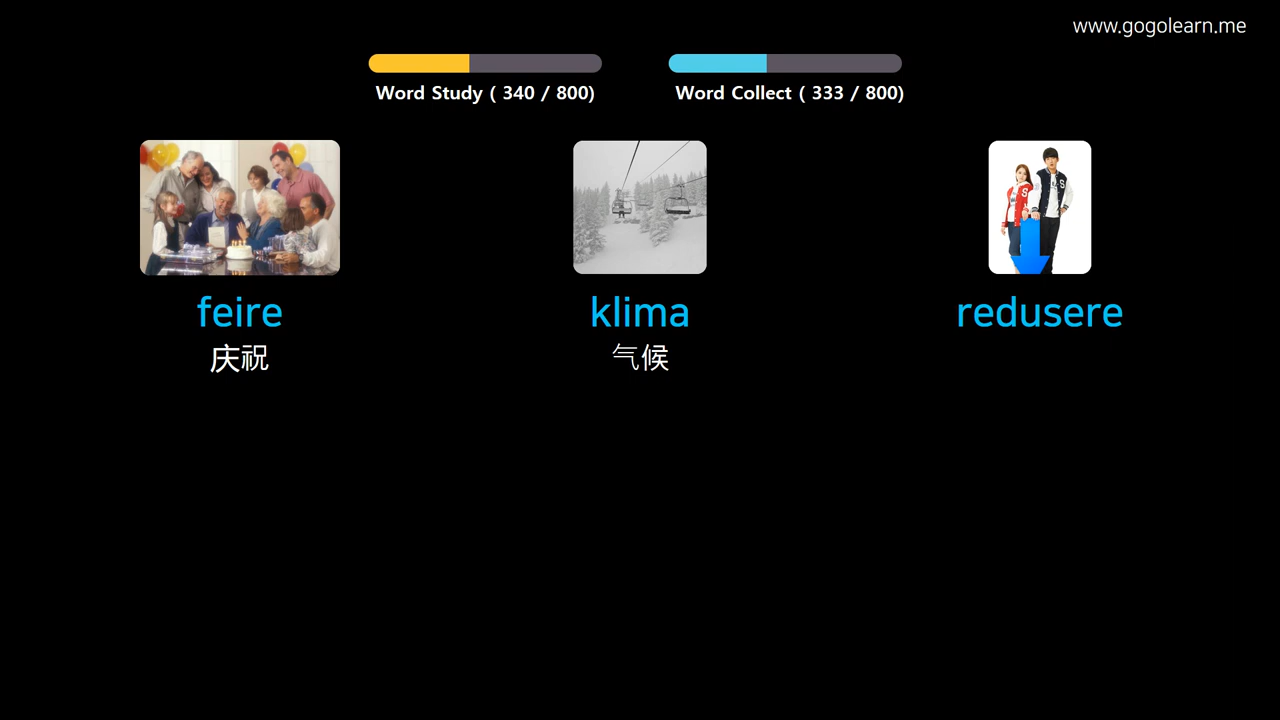 www.gogolearn.me
Word Study ( 340 / 800)
Word Collect ( 333 / 800)
feire
klima
redusere
庆祝
气候